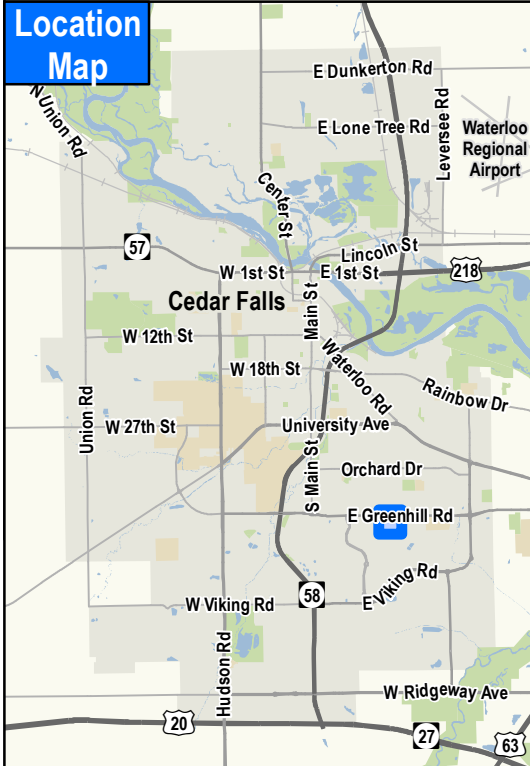 Location
Map
N Union Rd
E Dunkerton Rd
E Lone Tree Rd
Leversee Rd
Waterloo
Regional
Airport
Center St
57
Lincoln St
W 1st St
E 1st St
218
Cedar Falls
Main St
W 12th St
Waterloo Rd
W 18th St
Rainbow Dr
Union Rd
W 27th St
University Ave
S Main St
Orchard Dr
E Greenhill Rd
E Viking Rd
58
W Viking Rd
Hudson Rd
W Ridgeway Ave
20
27
63